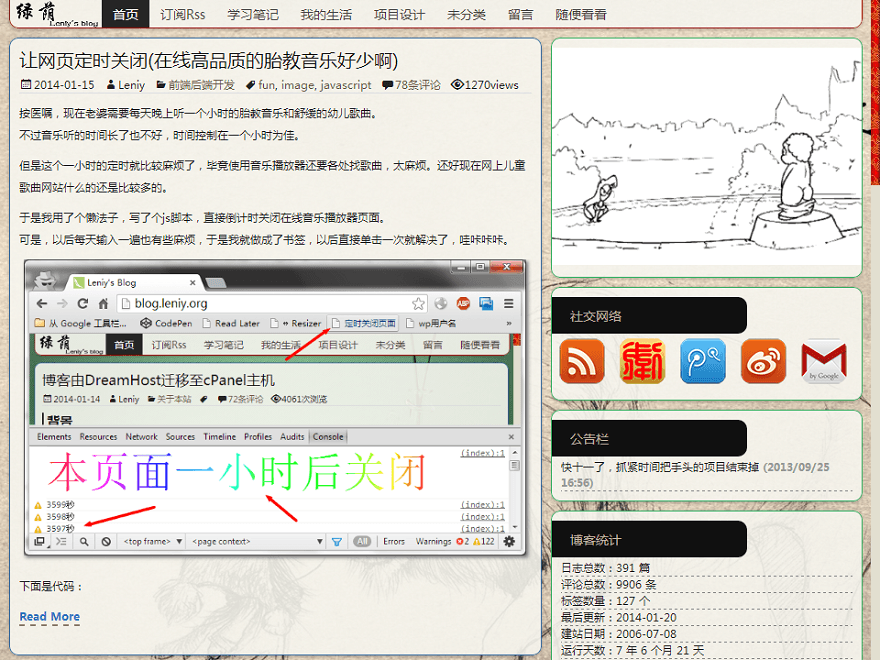 绿荫
Leniy's blog
首页 订阅Rss 学习笔记 我的生活 项目设计 未分类 留言 随便看看
让网页定时关闭(在线高品质的胎教音乐好少啊)
2014-01-15 Leniy 前端后端开发 fun, image, javascript 78条评论 1270views
按医嘱，现在老婆需要每天晚上听一个小时的胎教音乐和舒缓的幼儿歌曲。
不过音乐听的时间长了也不好，时间控制在一个小时为佳。
但是这个一小时的定时就比较麻烦了，毕竟使用音乐播放器还要各处找歌曲，太麻烦。还好现在网上儿童
歌曲网站什么的还是比较多的。
于是我用了个懒法子，写了个js脚本，直接倒计时关闭在线音乐播放器页面。
可是，以后每天输入一遍也有些麻烦，于是我就做成了书签，以后直接单击一次就解决了，哇咔咔咔。
Leniy's Blog
blog.leniy.org
ABP
从 Google 工具栏... CodePen Read Later ↔ Resizer 定时关闭页面 wp用户名 »
绿荫
Leniy's blog
首页 订阅Rss 学习笔记 我的生活 项目设计 未分类 留言 随便看看
博客由DreamHost迁移至cPanel主机
2014-01-14 Leniy 关于本站 72条评论 4061次浏览
背景
Elements Resources Network Sources Timeline Profiles Audits Console
(index):1
本页面一小时后关闭
3599秒 (index):1
3598秒 (index):1
3597秒 (index):1
<top frame> <page context> All Errors Warnings 2 122
下面是代码：
Read More
社交网络
by Google
公告栏
快十一了，抓紧时间把手头的项目结束掉 (2013/09/25
16:56)
博客统计
日志总数：391 篇
评论总数：9906 条
标签数量：127 个
最后更新：2014-01-20
建站日期：2006-07-08
运行天数：7 年 6 个月 21 天